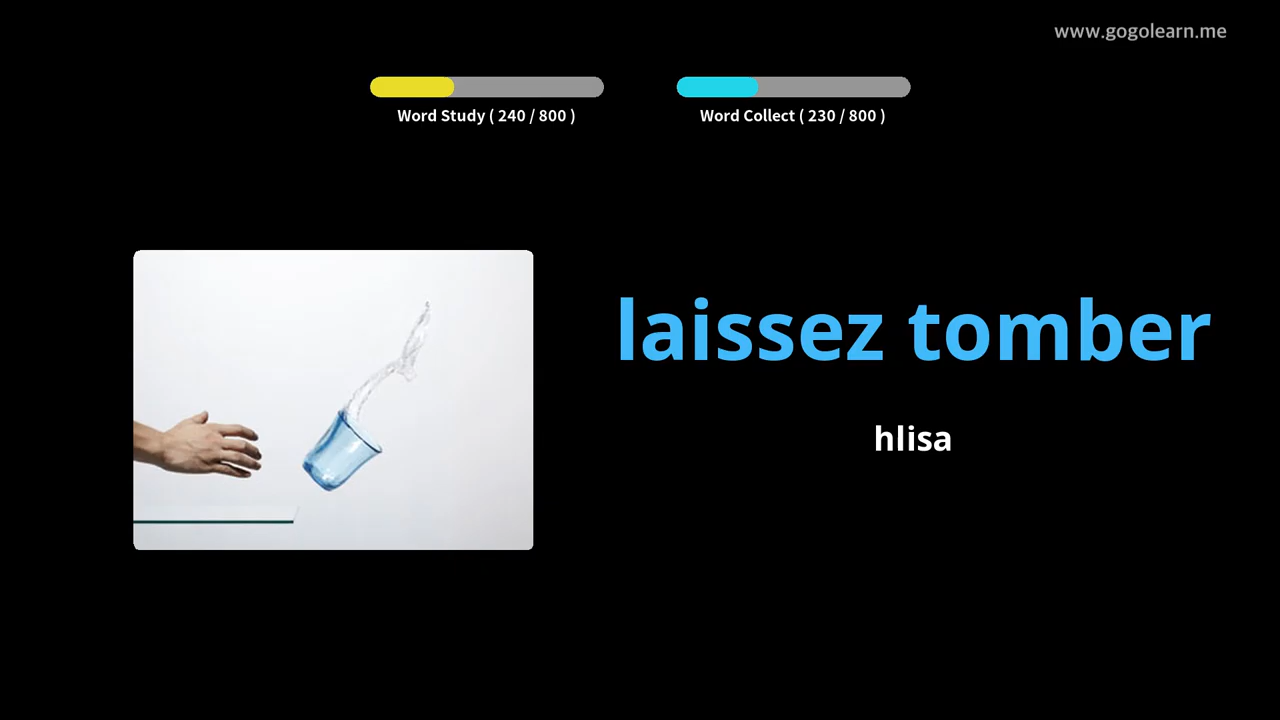 www.gogolearn.me
Word Study ( 240 / 800 )
Word Collect ( 230 / 800 )
laissez tomber
hlisa